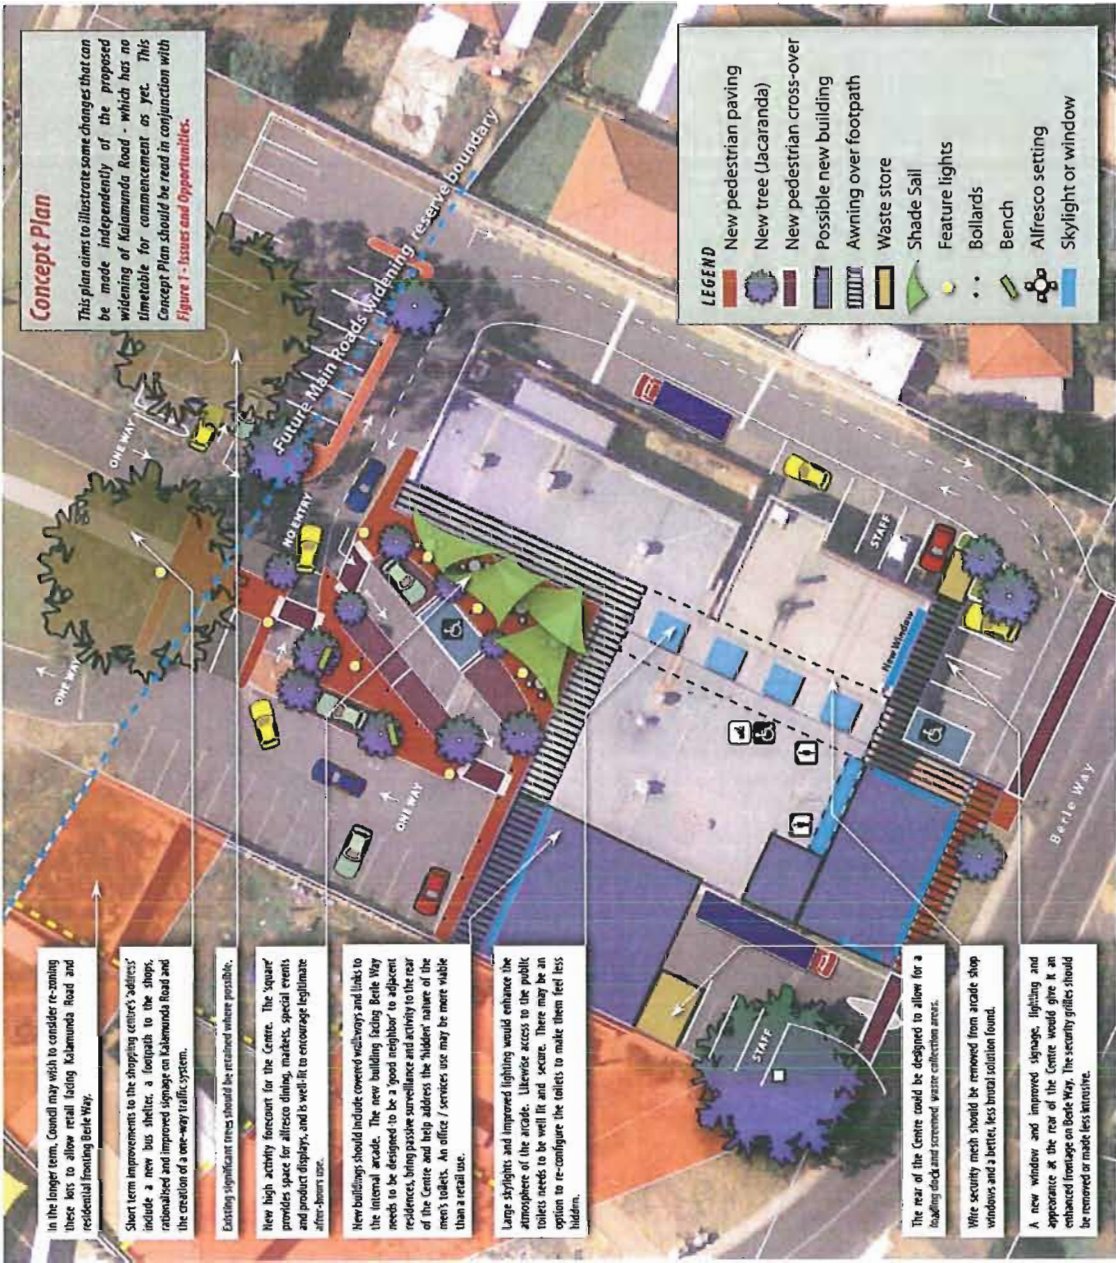 Concept Plan
This plan aims to illustrate some changes that can
be made independently of the proposed
widening of Kalamunda Road - which has no
timetable for commencement as yet. This
Concept Plan should be read in conjunction with
Figure 1 - Issues and Opportunities.
In the longer term, Council may wish to consider re-zoning
these lots to allow retail facing Kalamunda Road and
residential fronting Berle Way.
Short term improvements to the shopping centre's 'address'
include a new bus shelter, a footpath to the shops,
rationalised and improved signage on Kalamunda Road and
the creation of a one-way traffic system.
Existing significant trees should be retained where possible.
New high activity forecourt for the Centre. The 'square'
provides space for alfresco dining, markets, special events
and product displays, and is well-lit to encourage legitimate
after-hours use.
New buildings should include covered walkways and links to
the internal arcade. The new building facing Berle Way
needs to be designed to be a 'good neighbor' to adjacent
residences, bring passive surveillance and activity to the rear
of the Centre and help address the 'hidden' nature of the
men's toilets. An office / services use may be more viable
than a retail use.
Large skylights and improved lighting would enhance the
atmosphere of the arcade. Likewise access to the public
toilets needs to be well lit and secure. There may be an
option to re-configure the toilets to make them feel less
hidden.
The rear of the Centre could be designed to allow for a
loading dock and screened waste collection areas.
Wire security mesh should be removed from arcade shop
windows and a better, less brutal solution found.
A new window and improved signage, lighting and
appearance at the rear of the Centre would give it an
enhanced frontage on Berle Way. The security grilles should
be removed or made less intrusive.
ONE WAY
ONE WAY
Future Main Roads widening reserve boundary
NO ENTRY
ONE WAY
STAFF
New Window
STAFF
Berle Way
LEGEND
New pedestrian paving
New tree (Jacaranda)
New pedestrian cross-over
Possible new building
Awning over footpath
Waste store
Shade Sail
Feature lights
Bollards
Bench
Alfresco setting
Skylight or window